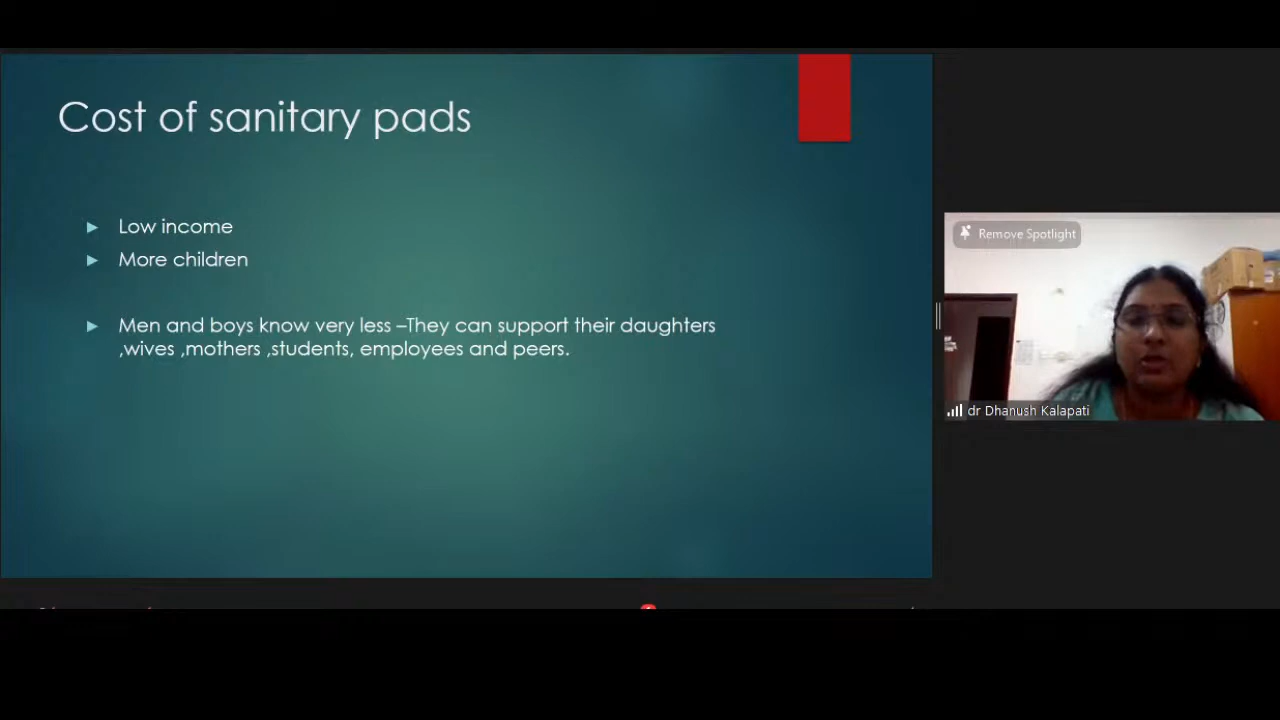 Cost of sanitary pads
Low income
More children
Men and boys know very less –They can support their daughters
,wives ,mothers ,students, employees and peers.
Remove Spotlight
dr Dhanush Kalapati